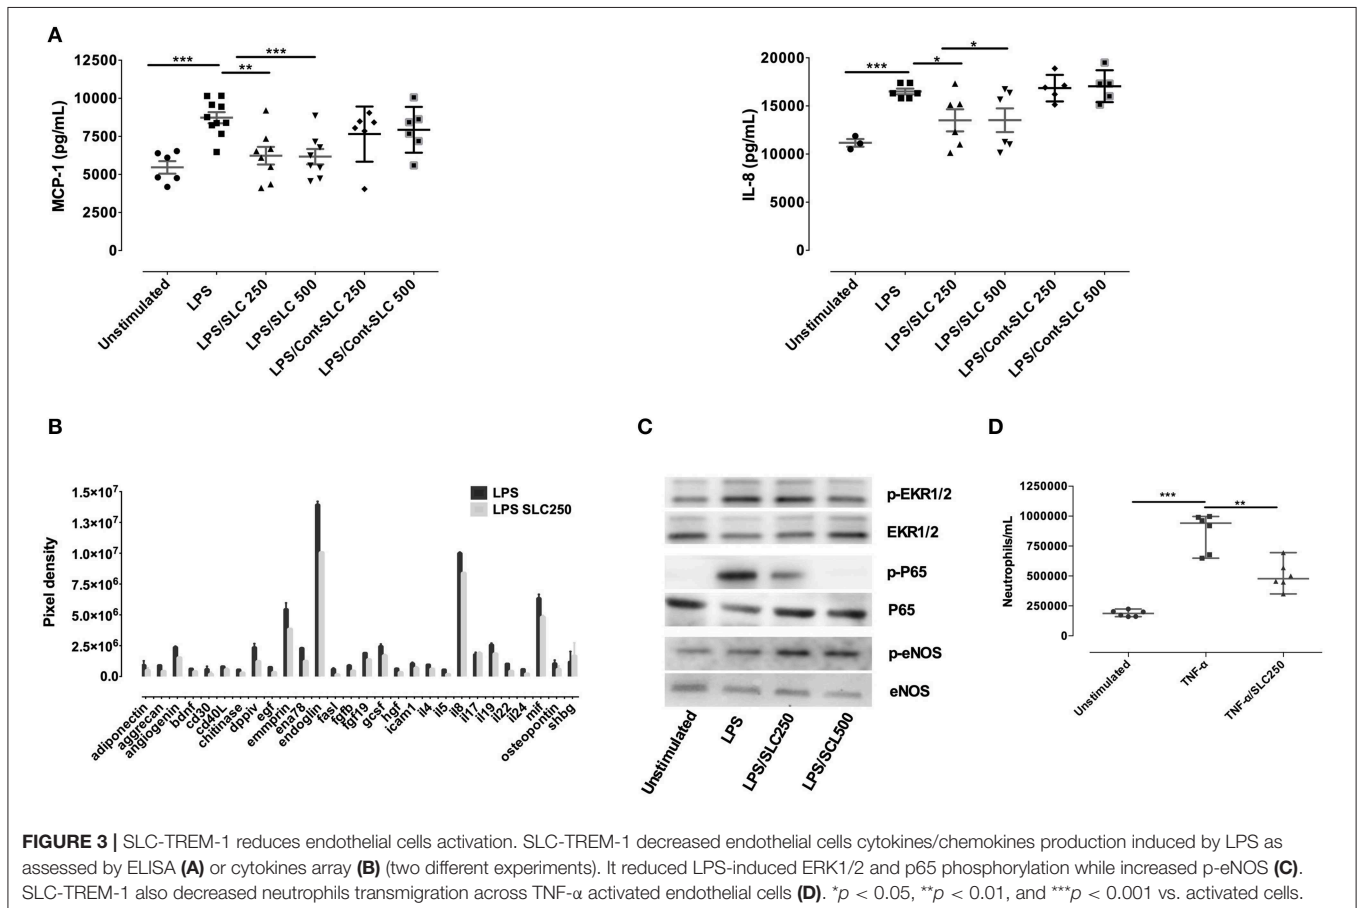 A
***
***
**
12500
10000
7500
5000
2500
0
MCP-1 (pg/mL)
Unstimulated
LPS
LPS/SLC 250
LPS/SLC 500
LPS/Cont-SLC 250
LPS/Cont-SLC 500
*
***
*
20000
15000
10000
5000
0
IL-8 (pg/mL)
Unstimulated
LPS
LPS/SLC 250
LPS/SLC 500
LPS/Cont-SLC 250
LPS/Cont-SLC 500
B
1.5×10⁷
1.3×10⁷
1.0×10⁷
7.5×10⁶
5.0×10⁶
2.5×10⁶
0.0
Pixel density
LPS
LPS SLC250
adiponectin
aggrecan
angiogenin
bdnf
cd30
cd40L
chitinase
dppiv
egf
emmprin
ena78
endoglin
fasl
fgfb
fgf19
gcsf
hgf
icam1
il4
il5
il8
il17
il19
il22
il24
mif
osteopontin
shbg
C
p-EKR1/2
EKR1/2
p-P65
P65
p-eNOS
eNOS
Unstimulated
LPS
LPS/SLC250
LPS/SCL500
D
***
**
1250000
1000000
750000
500000
250000
0
Neutrophils/mL
Unstimulated
TNF-α
TNF-α/SLC250
FIGURE 3 | SLC-TREM-1 reduces endothelial cells activation. SLC-TREM-1 decreased endothelial cells cytokines/chemokines production induced by LPS as
assessed by ELISA (A) or cytokines array (B) (two different experiments). It reduced LPS-induced ERK1/2 and p65 phosphorylation while increased p-eNOS (C).
SLC-TREM-1 also decreased neutrophils transmigration across TNF-α activated endothelial cells (D). *p < 0.05, **p < 0.01, and ***p < 0.001 vs. activated cells.